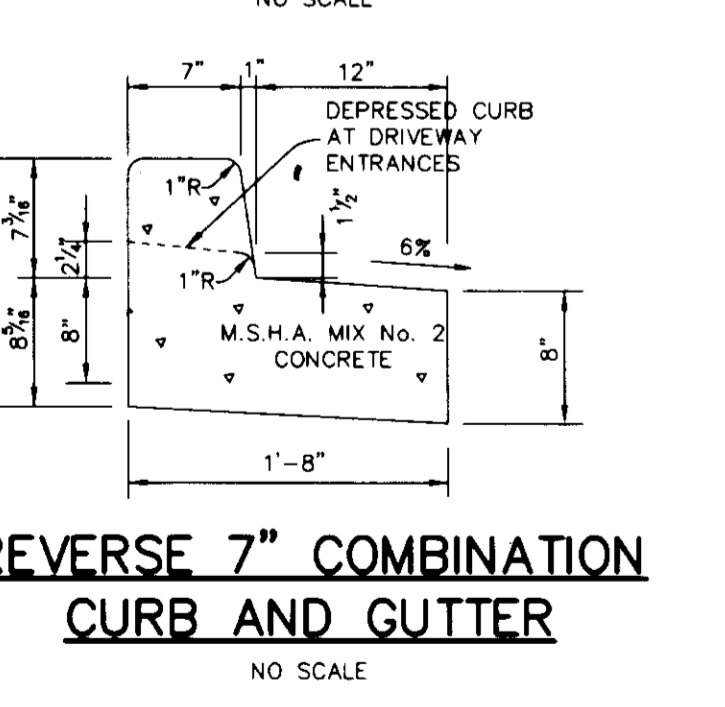 NO SCALE
7" 1" 12"
DEPRESSED CURB
AT DRIVEWAY
ENTRANCES
1"R
7 3/16"
2 1/4"
1 1/2"
6%
1"R
8 5/16"
8"
M.S.H.A. MIX No. 2
CONCRETE
8"
1'-8"
REVERSE 7" COMBINATION
CURB AND GUTTER
NO SCALE